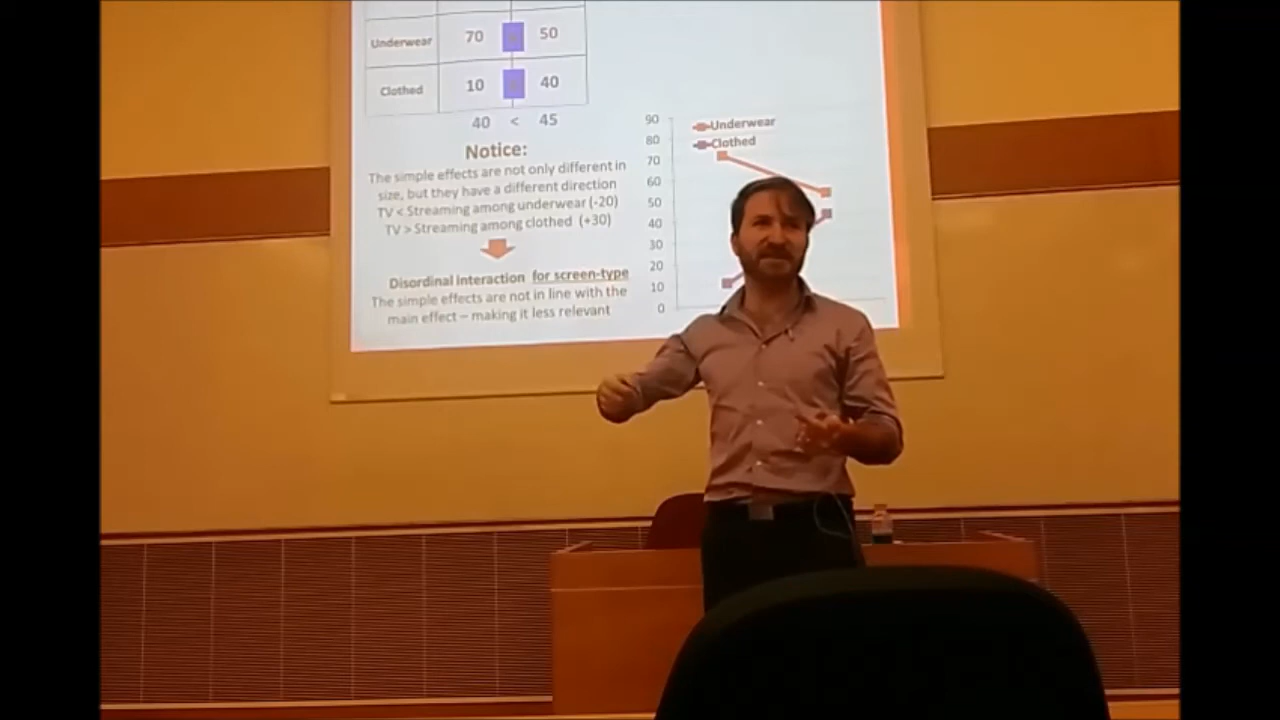 Underwear 70 50
Clothed 10 40
40 < 45
Notice:
The simple effects are not only different in
size, but they have a different direction
TV < Streaming among underwear (-20)
TV > Streaming among clothed (+30)
Disordinal Interaction for screen-type
The simple effects are not in line with the
main effect – making it less relevant
90
80
70
60
50
40
30
20
10
0
Underwear
Clothed